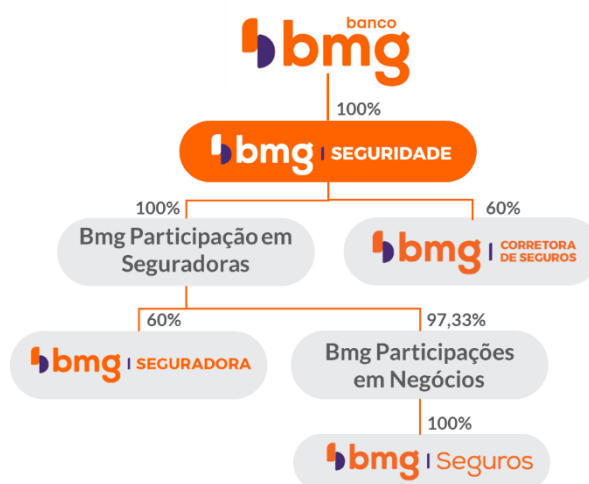 banco
bmg
100%
bmg SEGURIDADE
100%
60%
Bmg Participação em
Seguradoras
bmg CORRETORA
DE SEGUROS
60%
97,33%
bmg SEGURADORA
Bmg Participações
em Negócios
100%
bmg Seguros